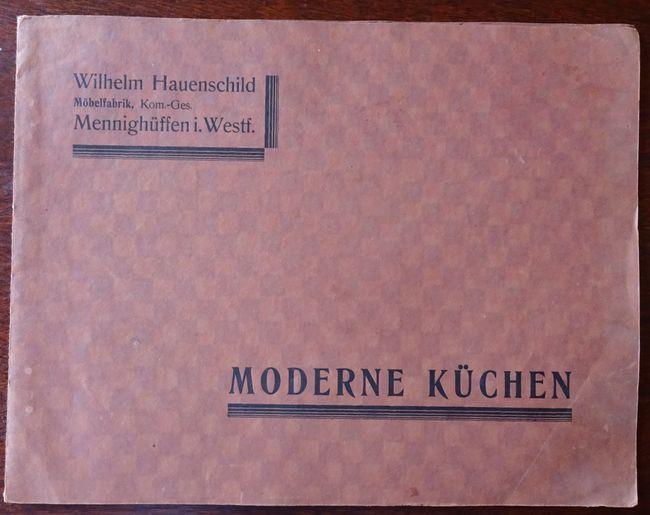 Wilhelm Hauenschild
Möbelfabrik, Kom.-Ges.
Mennighüffen i. Westf.
MODERNE KÜCHEN